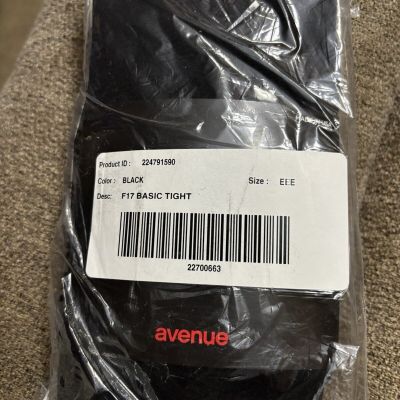 Product ID : 224791590
Color : BLACK Size : EEE
Desc: F17 BASIC TIGHT
22700663
avenue